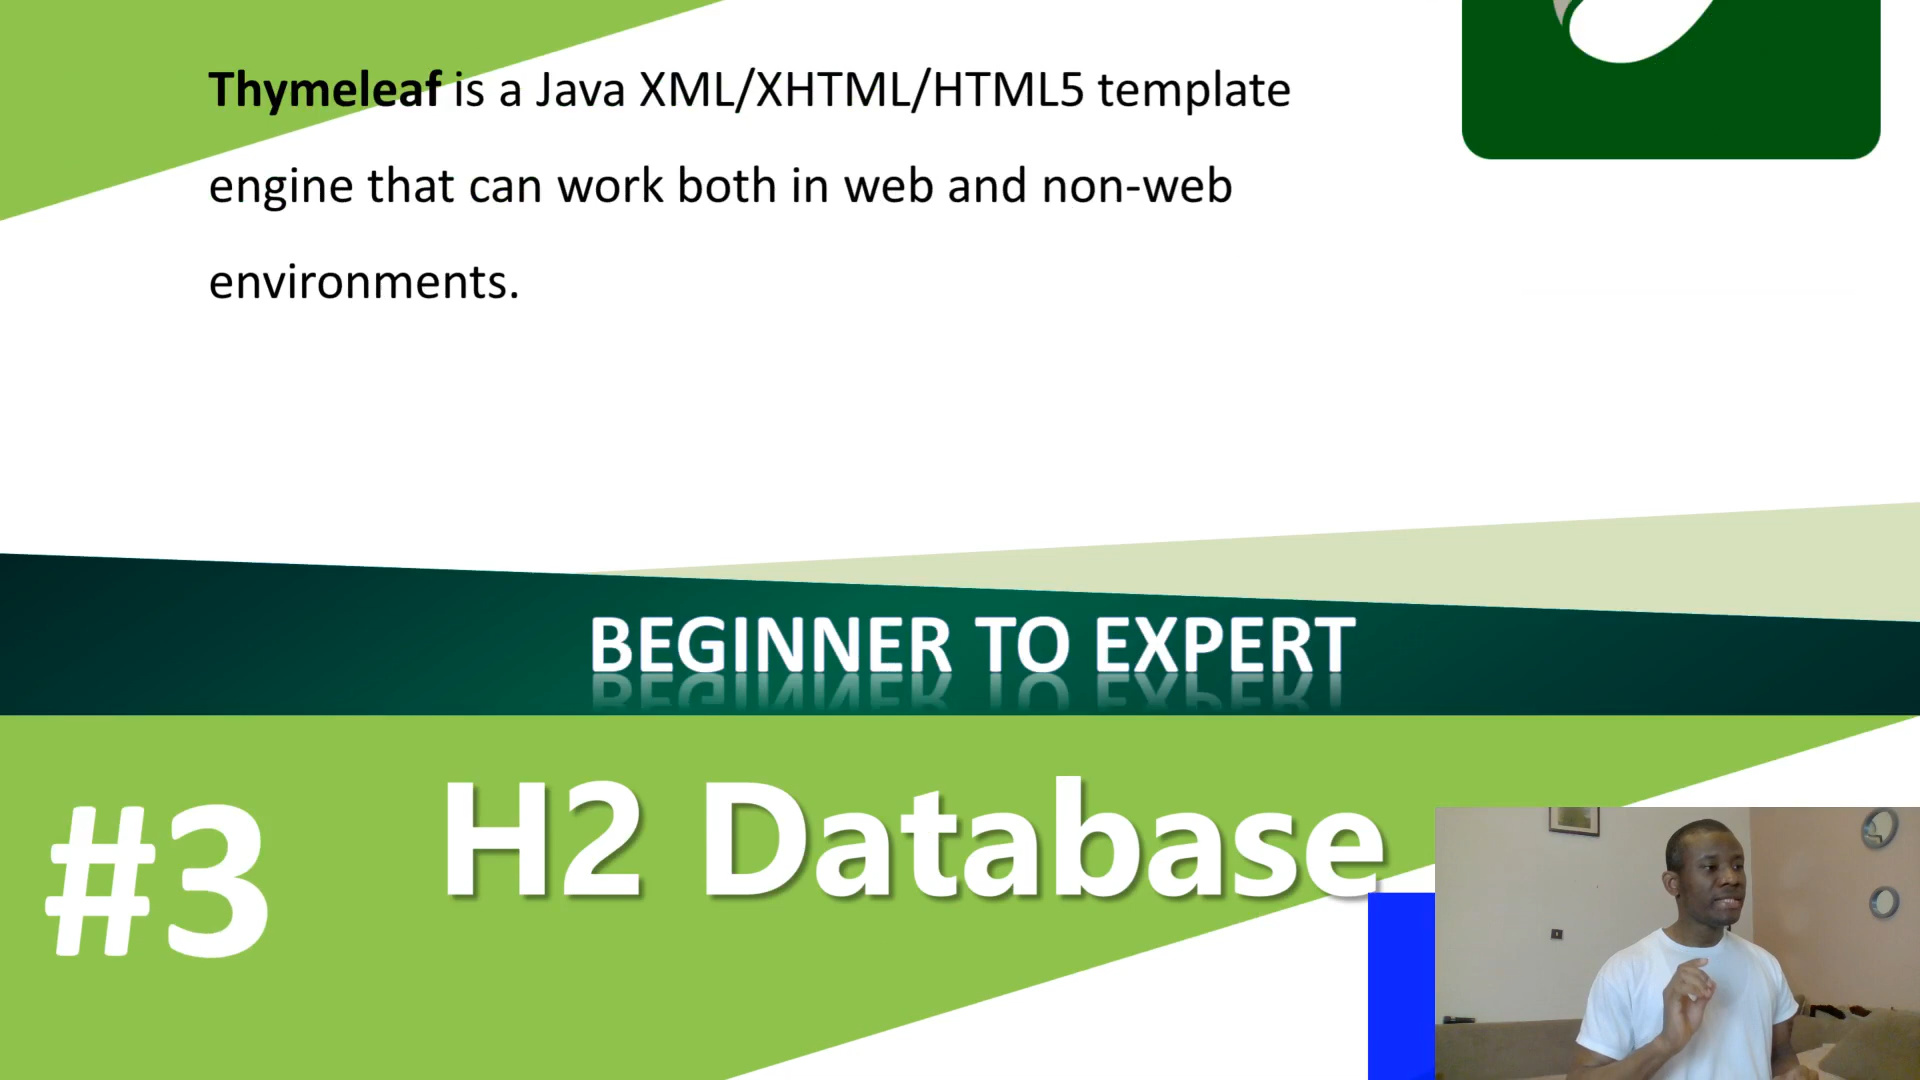 Thymeleaf is a Java XML/XHTML/HTML5 template
engine that can work both in web and non-web
environments.
BEGINNER TO EXPERT
#3 H2 Database